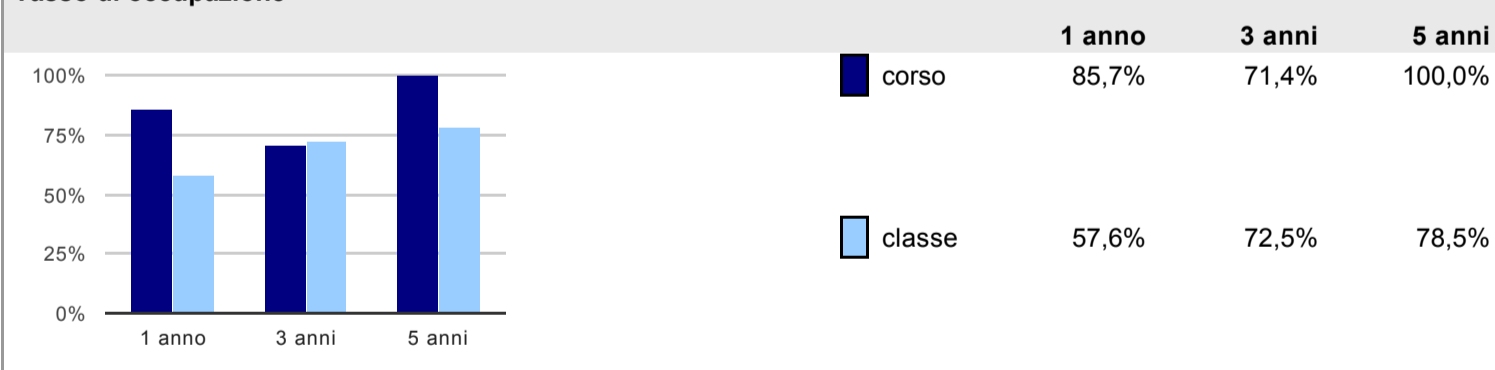 1 anno 3 anni 5 anni
100%
75%
50%
25%
0%
1 anno 3 anni 5 anni
corso 85,7% 71,4% 100,0%
classe 57,6% 72,5% 78,5%